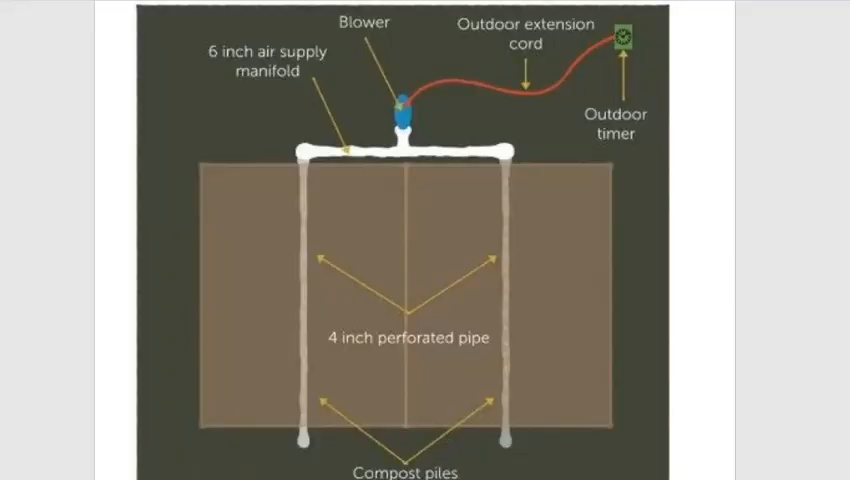 Blower
Outdoor extension
cord
6 inch air supply
manifold
Outdoor
timer
4 inch perforated pipe
Compost piles